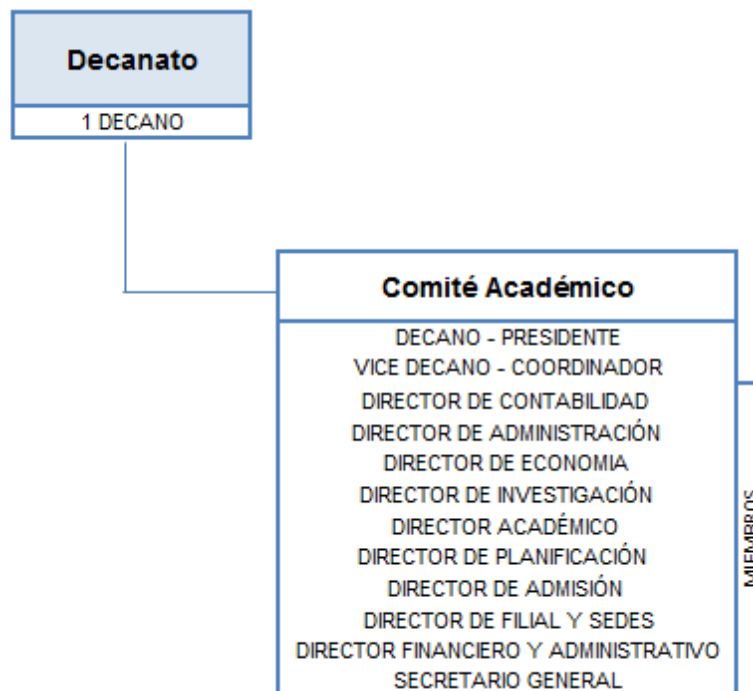 Decanato
1 DECANO
Comité Académico
DECANO - PRESIDENTE
VICE DECANO - COORDINADOR
DIRECTOR DE CONTABILIDAD
DIRECTOR DE ADMINISTRACIÓN
DIRECTOR DE ECONOMIA
DIRECTOR DE INVESTIGACIÓN
DIRECTOR ACADÉMICO
DIRECTOR DE PLANIFICACIÓN
DIRECTOR DE ADMISIÓN
DIRECTOR DE FILIAL Y SEDES
DIRECTOR FINANCIERO Y ADMINISTRATIVO
SECRETARIO GENERAL
MIEMBROS